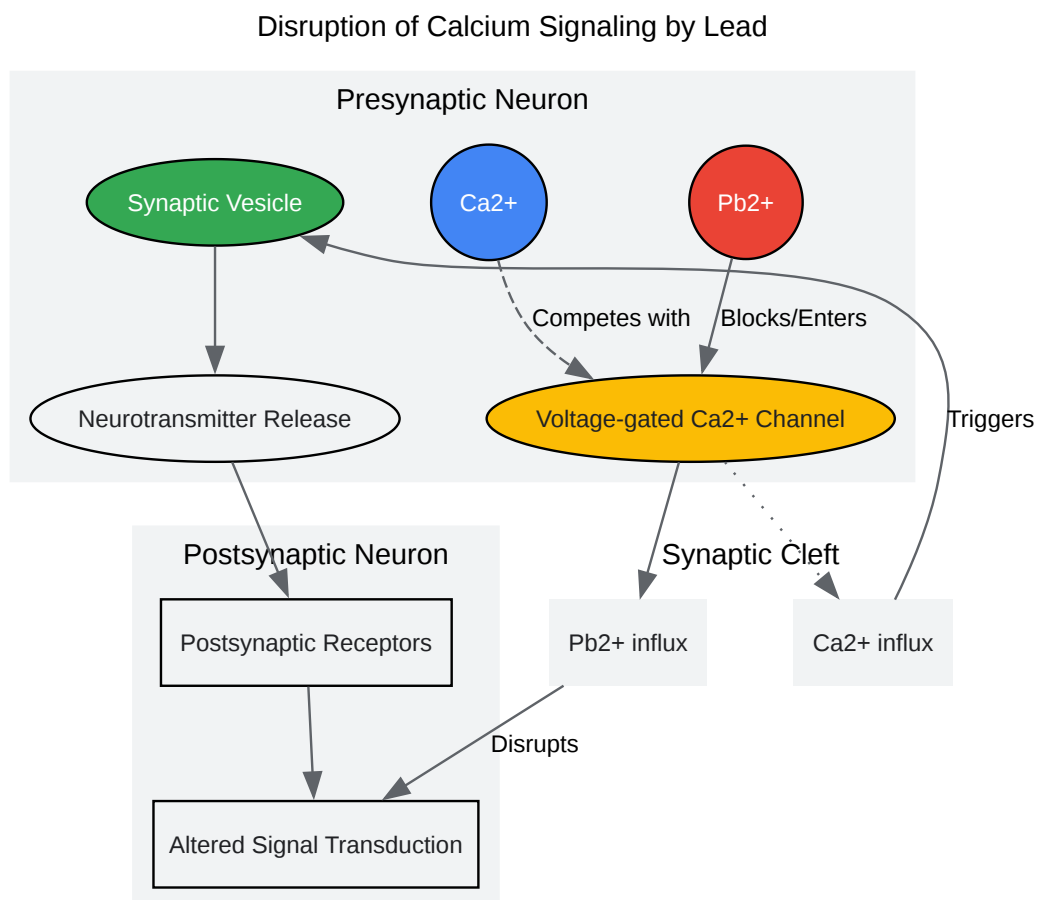 Disruption of Calcium Signaling by Lead
Presynaptic Neuron
Synaptic Vesicle
Ca2+
Pb2+
Competes with
Blocks/Enters
Neurotransmitter Release
Voltage-gated Ca2+ Channel
Triggers
Postsynaptic Neuron
Synaptic Cleft
Postsynaptic Receptors
Pb2+ influx
Ca2+ influx
Disrupts
Altered Signal Transduction